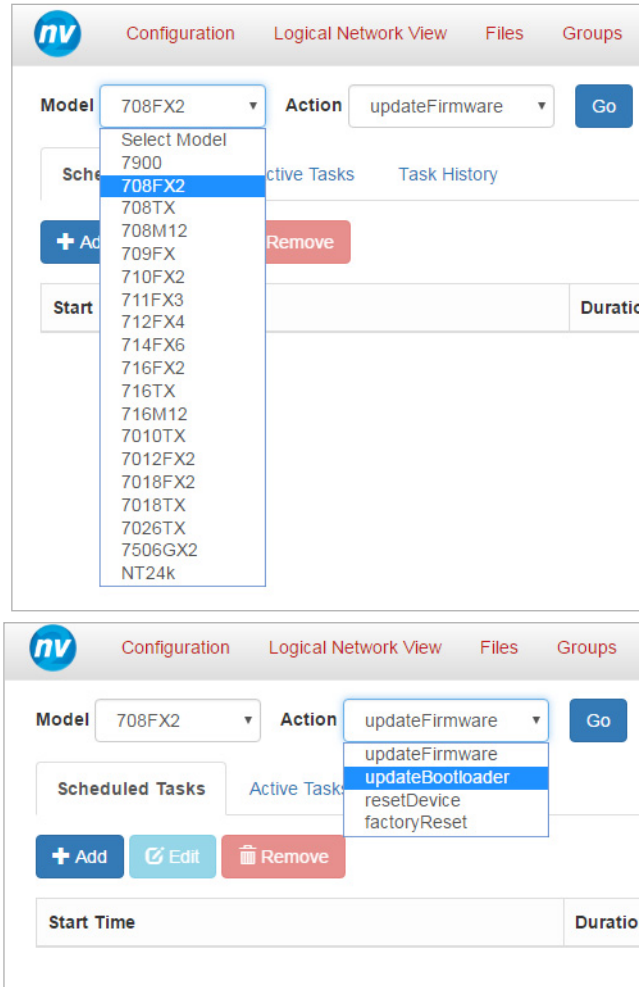 nv Configuration Logical Network View Files Groups
Model 708FX2 Action updateFirmware Go
Select Model
7900
Sche ctive Tasks Task History
708FX2
708TX
708M12
+ Ad Remove
709FX
710FX2
711FX3
Start Duratio
712FX4
714FX6
716FX2
716TX
716M12
7010TX
7012FX2
7018FX2
7018TX
7026TX
7506GX2
NT24k
nv Configuration Logical Network View Files Groups
Model 708FX2 Action updateFirmware Go
updateFirmware
Scheduled Tasks Active Task updateBootloader
resetDevice
factoryReset
+ Add Edit Remove
Start Time Duratio